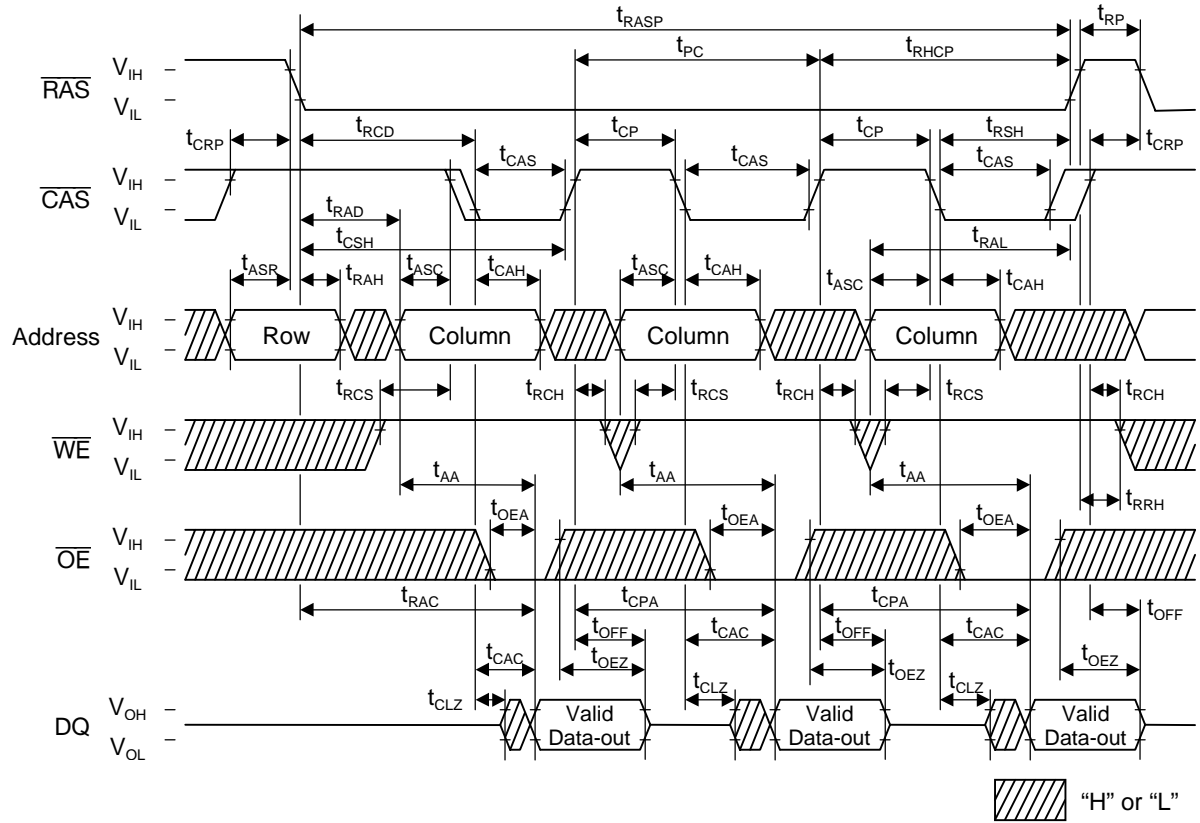 tRASP tRP
tPC tRHCP
RAS VIH
VIL
tCRP tRCD tCP tCP tRSH tCRP
tCAS tCAS tCAS
CAS VIH
VIL
tRAD
tCSH tRAL
tASR tRAH tASC tCAH tASC tCAH tASC tCAH
Address VIH
VIL
Row Column Column Column
tRCS tRCH tRCS tRCH tRCS tRCH
WE VIH
VIL
tAA tAA tAA tRRH
tOEA tOEA tOEA
OE VIH
VIL
tRAC tCPA tCPA tOFF
tCAC tOFF tCAC tOFF tCAC
tOEZ tOEZ tOEZ
tCLZ tCLZ tCLZ
DQ VOH
VOL
Valid Data-out Valid Data-out Valid Data-out
“H” or “L”